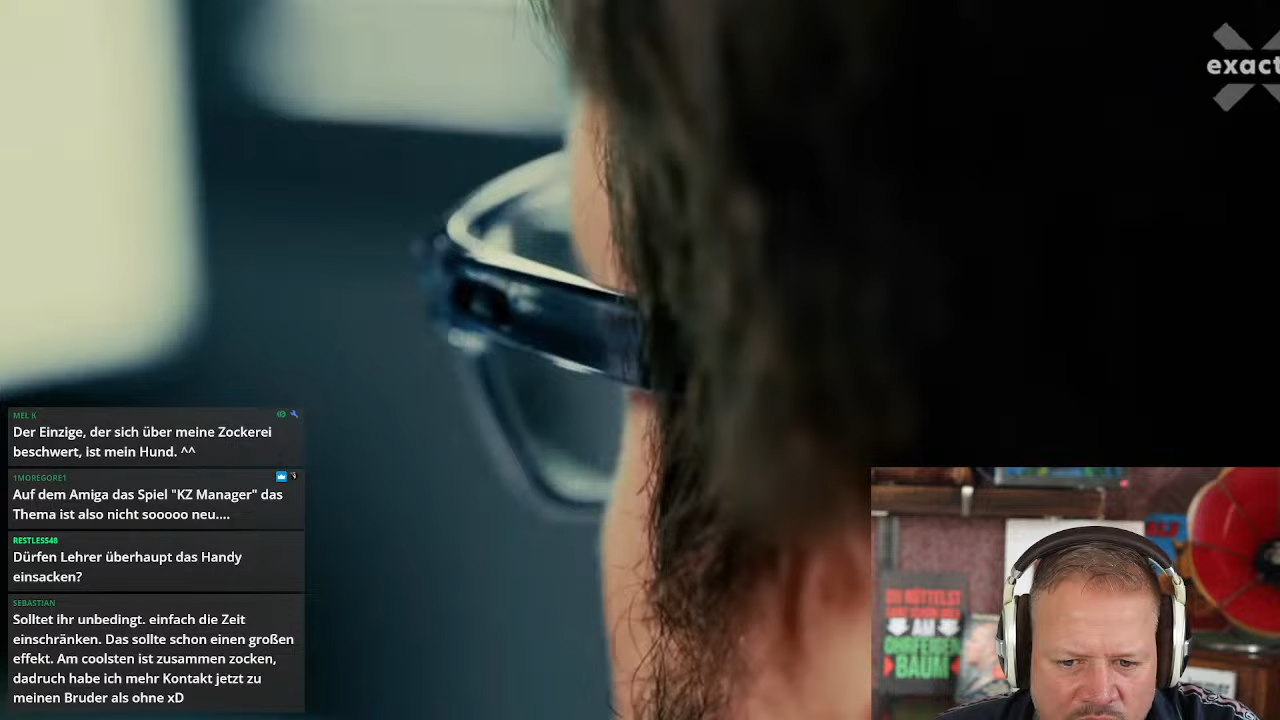 exact
MEL K
Der Einzige, der sich über meine Zockerei
beschwert, ist mein Hund. ^^
1MOREGORE1
Auf dem Amiga das Spiel "KZ Manager" das
Thema ist also nicht sooooo neu....
RESTLESS48
Dürfen Lehrer überhaupt das Handy
einsacken?
SEBASTIAN
Solltet ihr unbedingt. einfach die Zeit
einschränken. Das sollte schon einen großen
effekt. Am coolsten ist zusammen zocken,
dadruch habe ich mehr Kontakt jetzt zu
meinen Bruder als ohne xD
DU RÜTTELST
AM
OHRFEIGEN
BAUM